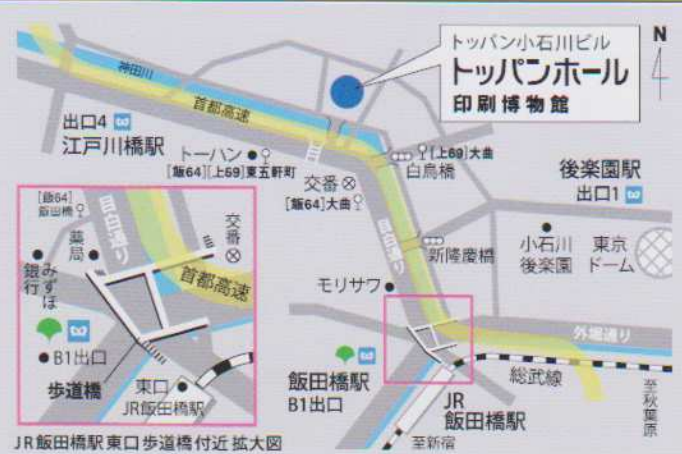 トッパン小石川ビル
トッパンホール
印刷博物館
N
神田川
首都高速
出口4
江戸川橋駅
トーハン
[飯64][上69]東五軒町
目白通り
[上69]大曲
白鳥橋
交番
[飯64]大曲
後楽園駅
出口1
新隆慶橋
小石川
後楽園
東京
ドーム
モリサワ
外堀通り
飯田橋駅
B1出口
JR
飯田橋駅
総武線
至秋葉原
至新宿
[飯64]
飯田橋
目白通り
交番
薬局
みずほ
銀行
首都高速
B1出口
歩道橋
東口
JR飯田橋駅
JR飯田橋駅東口歩道橋付近拡大図